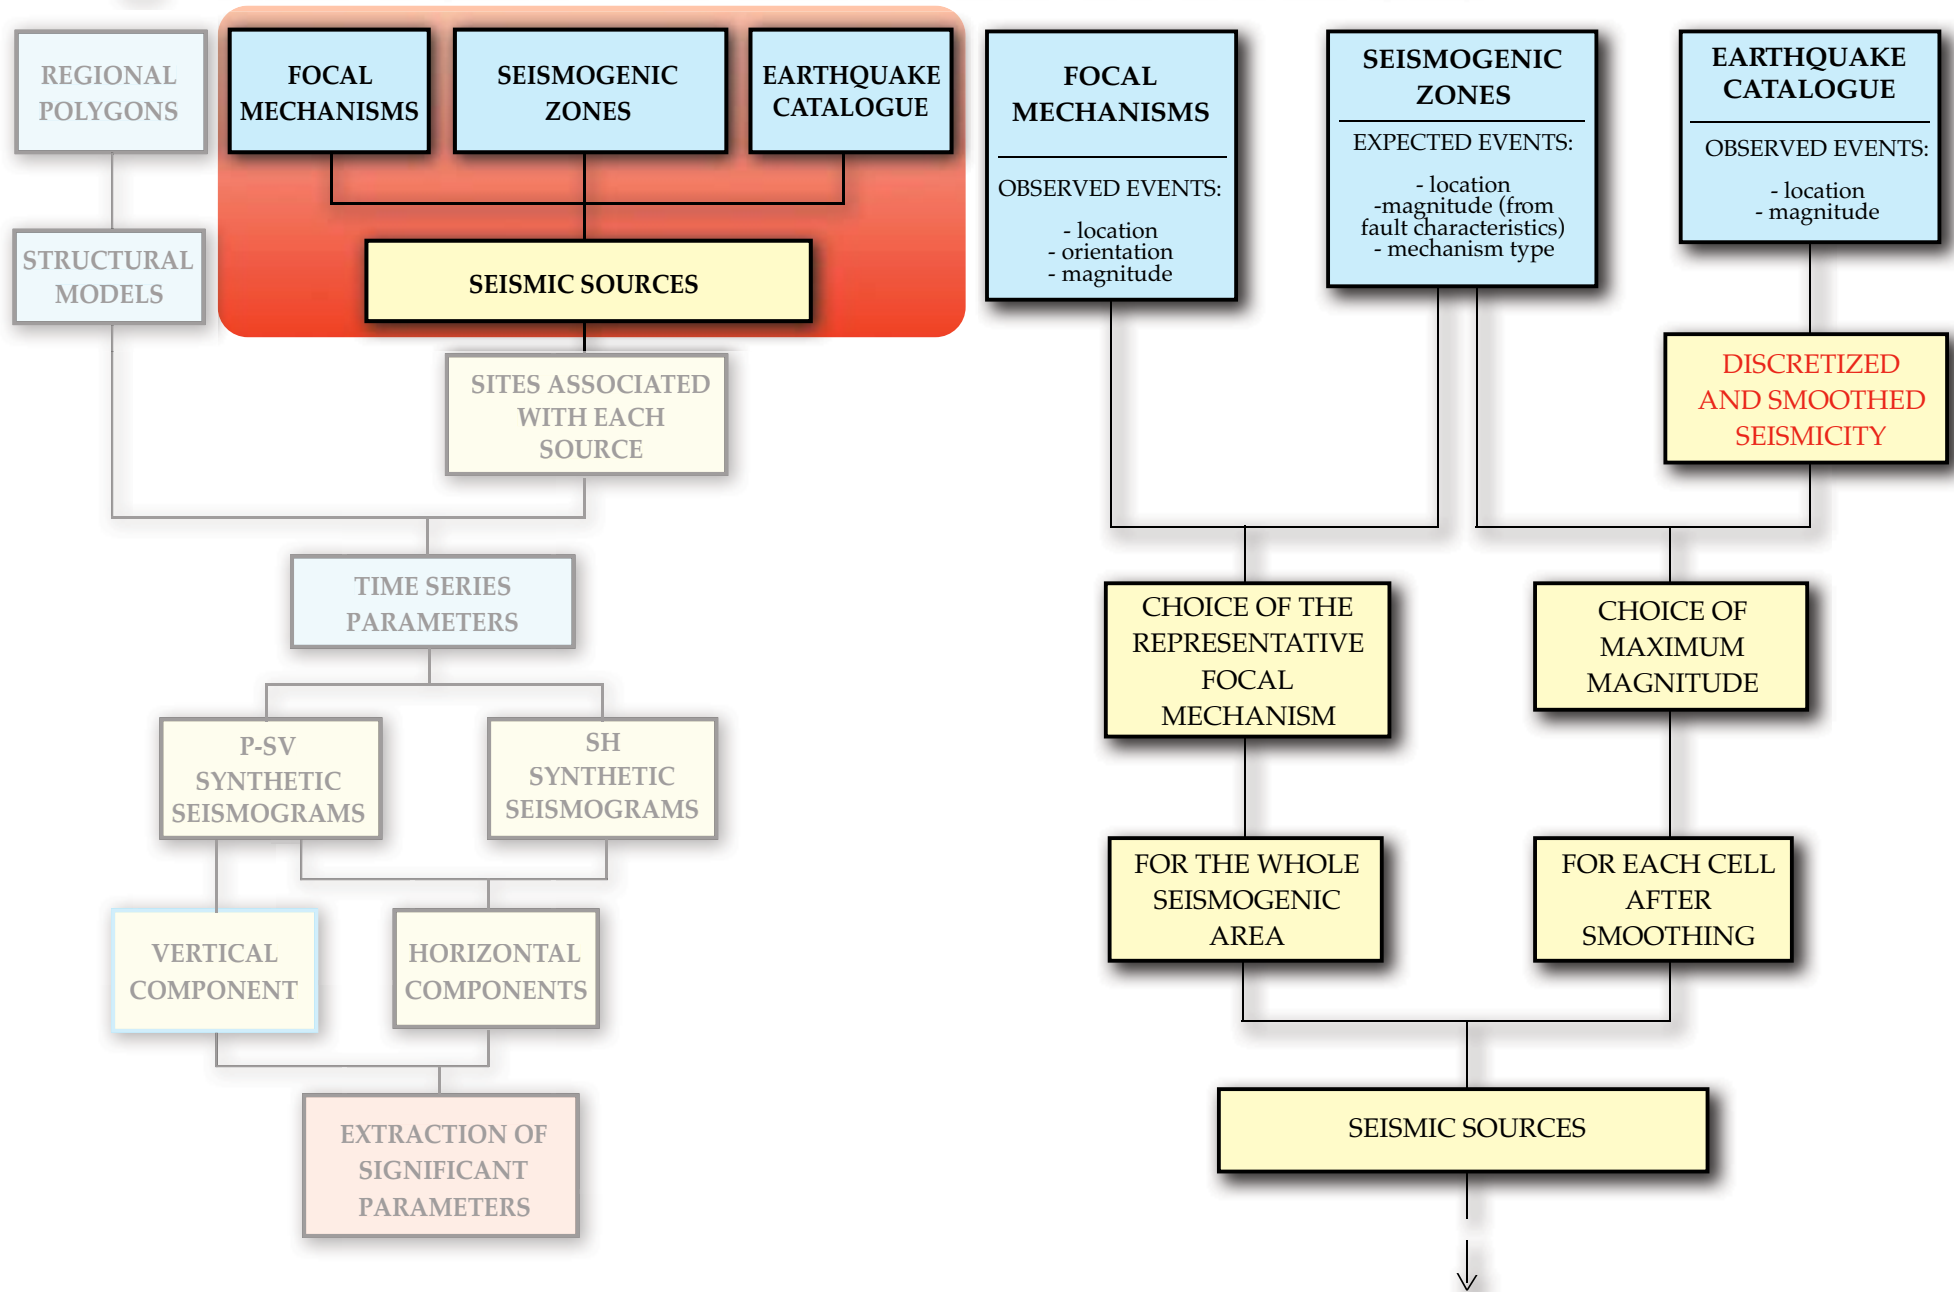 REGIONAL
POLYGONS
FOCAL
MECHANISMS
SEISMOGENIC
ZONES
EARTHQUAKE
CATALOGUE
STRUCTURAL
MODELS
SEISMIC SOURCES
SITES ASSOCIATED
WITH EACH
SOURCE
TIME SERIES
PARAMETERS
P-SV
SYNTHETIC
SEISMOGRAMS
SH
SYNTHETIC
SEISMOGRAMS
VERTICAL
COMPONENT
HORIZONTAL
COMPONENTS
EXTRACTION OF
SIGNIFICANT
PARAMETERS
FOCAL
MECHANISMS
OBSERVED EVENTS:
- location
- orientation
- magnitude
SEISMOGENIC
ZONES
EXPECTED EVENTS:
- location
-magnitude (from
fault characteristics)
- mechanism type
EARTHQUAKE
CATALOGUE
OBSERVED EVENTS:
- location
- magnitude
DISCRETIZED
AND SMOOTHED
SEISMICITY
CHOICE OF THE
REPRESENTATIVE
FOCAL
MECHANISM
CHOICE OF
MAXIMUM
MAGNITUDE
FOR THE WHOLE
SEISMOGENIC
AREA
FOR EACH CELL
AFTER
SMOOTHING
SEISMIC SOURCES